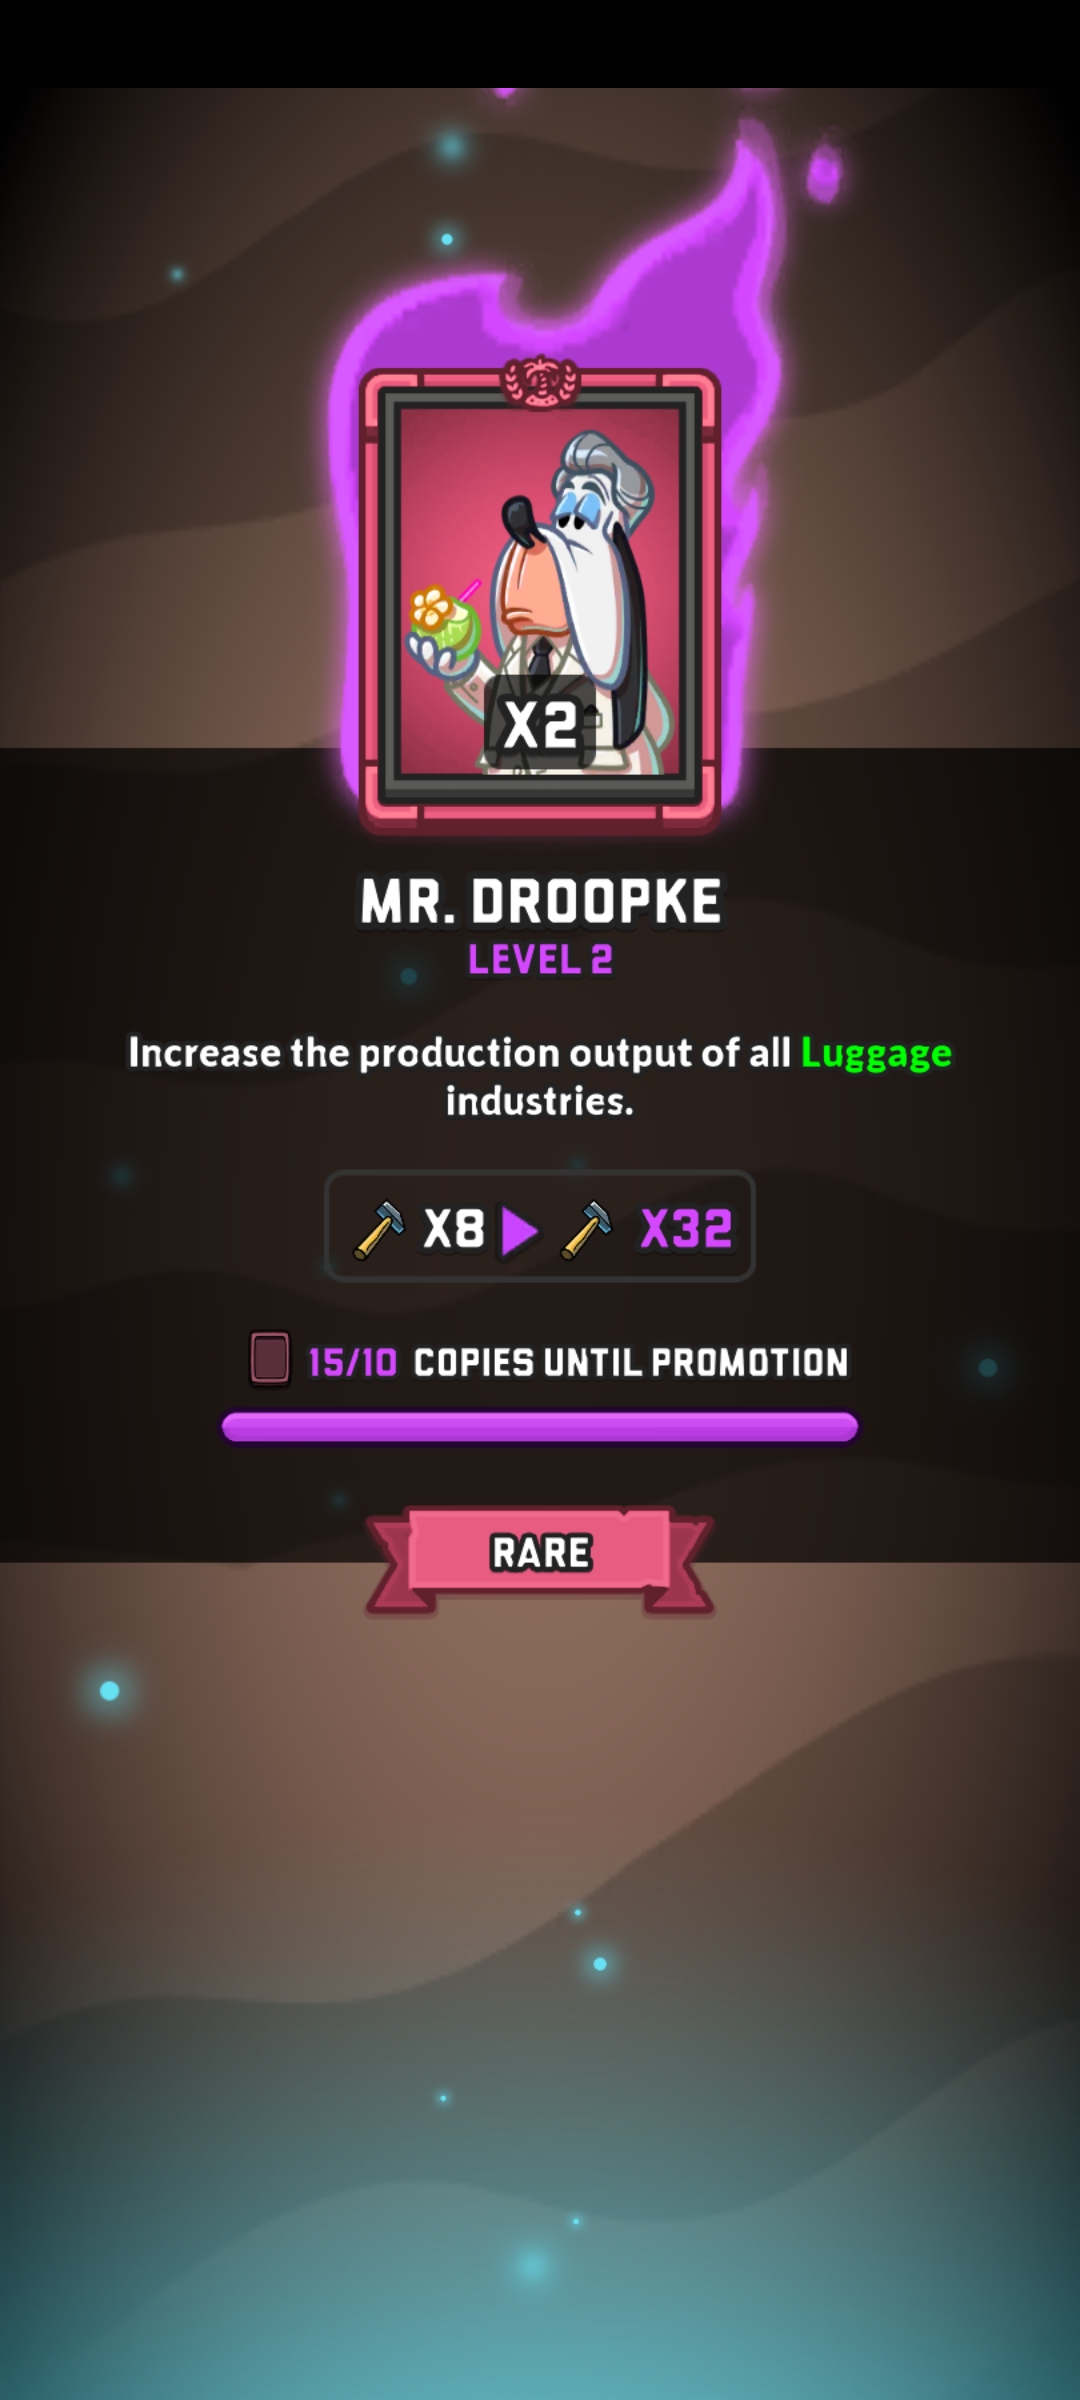 X2
MR. DROOPKE
LEVEL 2
Increase the production output of all Luggage
industries.
X8 X32
15/10 COPIES UNTIL PROMOTION
RARE